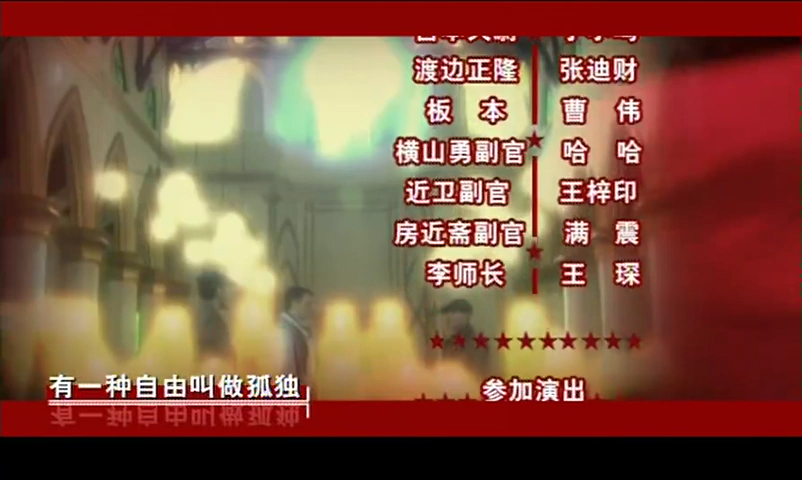 渡边正隆 张迪财
板 本 曹 伟
横山勇副官 哈 哈
近卫副官 王梓印
房近斋副官 满 震
李师长 王 琛
★★★★★★★★★★
参加演出
有一种自由叫做孤独